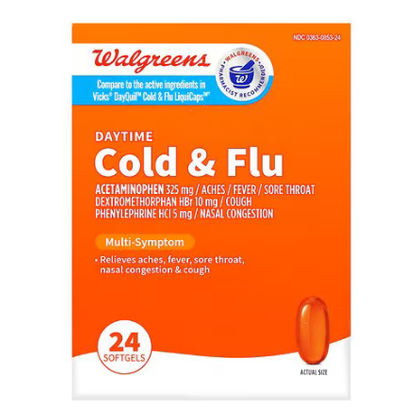 NDC 0363-0853-24
Walgreens
WALGREENS
PHARMACIST RECOMMENDED
Compare to the active ingredients in
Vicks® DayQuil™ Cold & Flu LiquiCaps™†
DAYTIME
Cold & Flu
ACETAMINOPHEN 325 mg / ACHES / FEVER / SORE THROAT
DEXTROMETHORPHAN HBr 10 mg / COUGH
PHENYLEPHRINE HCl 5 mg / NASAL CONGESTION
Multi-Symptom
• Relieves aches, fever, sore throat,
nasal congestion & cough
24
SOFTGELS
ACTUAL SIZE